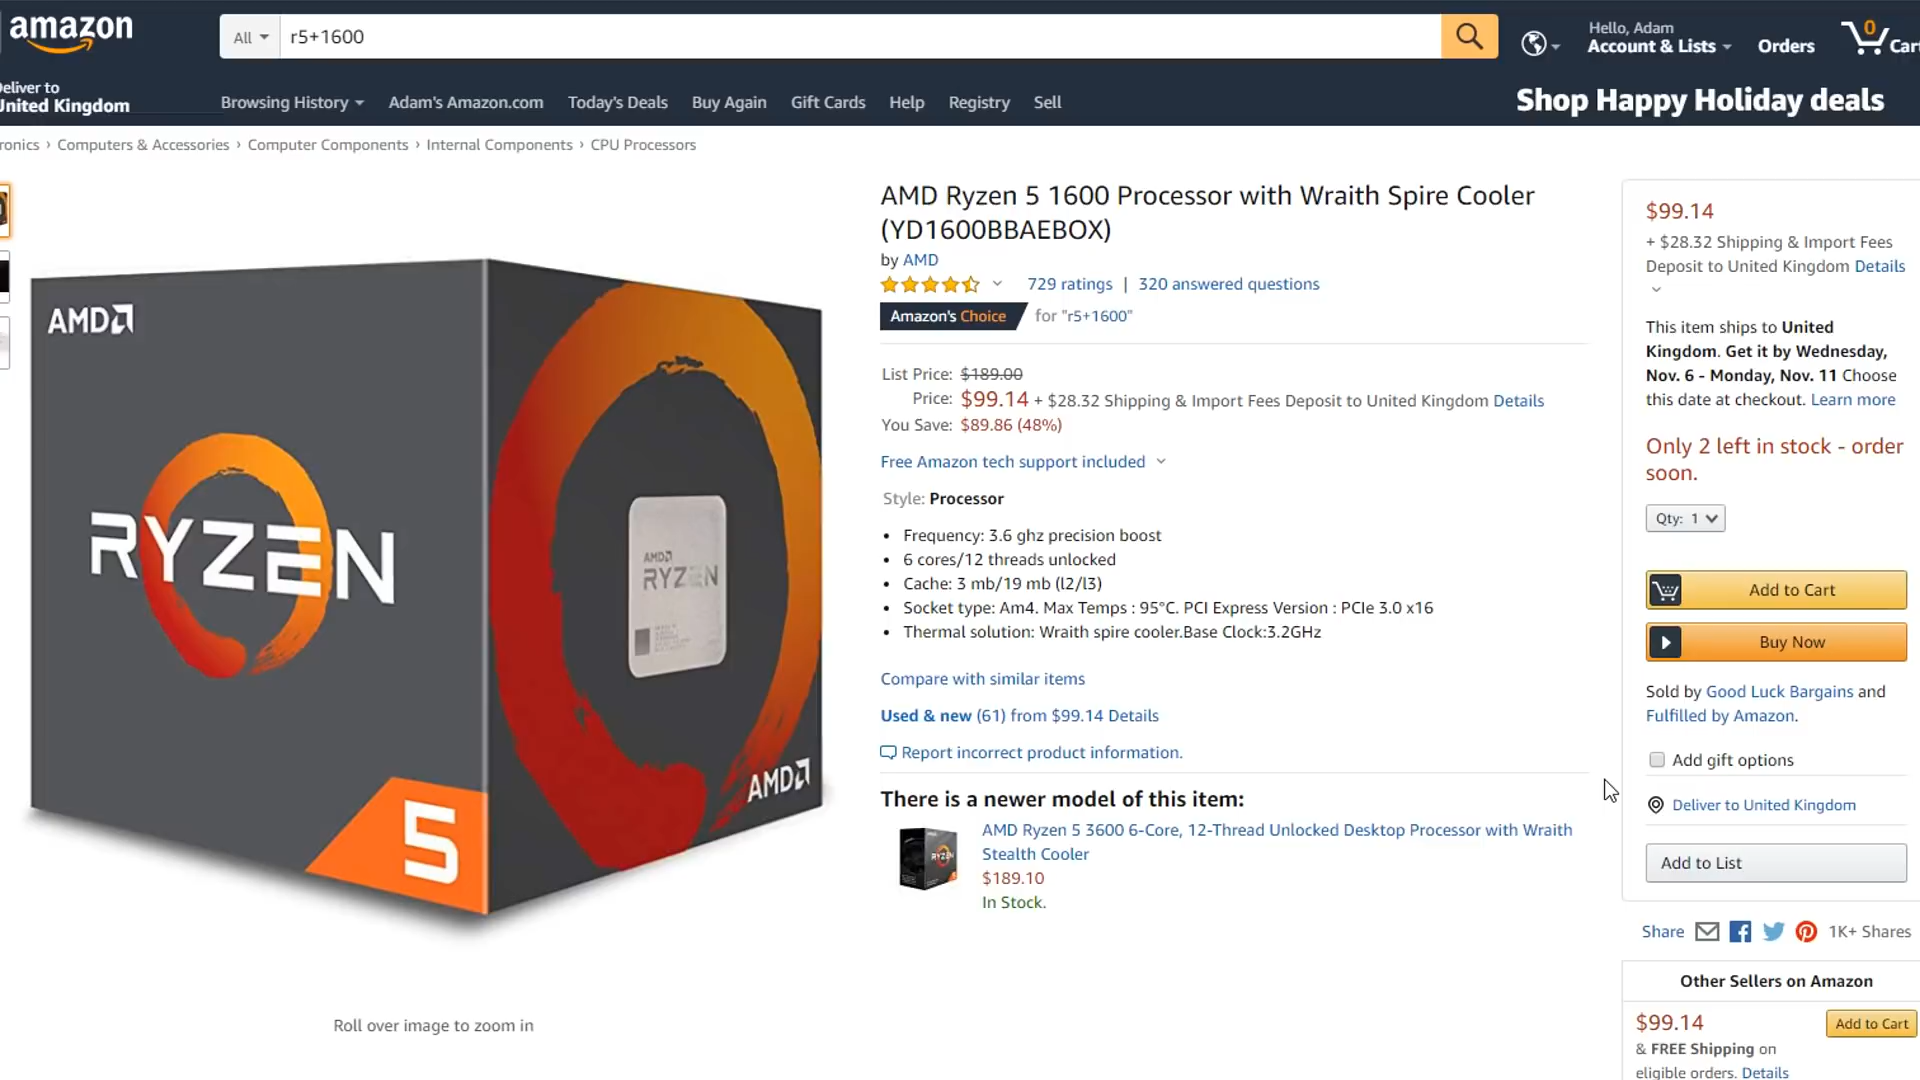 amazon
All
r5+1600
Hello, Adam
Account & Lists
Orders
0
Cart
Deliver to
United Kingdom
Browsing History
Adam's Amazon.com
Today's Deals
Buy Again
Gift Cards
Help
Registry
Sell
Shop Happy Holiday deals
ronics › Computers & Accessories › Computer Components › Internal Components › CPU Processors
AMD
RYZEN
5
AMD
RYZEN
AMD
Roll over image to zoom in
AMD Ryzen 5 1600 Processor with Wraith Spire Cooler
(YD1600BBAEBOX)
by AMD
729 ratings | 320 answered questions
Amazon's Choice for "r5+1600"
List Price: $189.00
Price: $99.14 + $28.32 Shipping & Import Fees Deposit to United Kingdom Details
You Save: $89.86 (48%)
Free Amazon tech support included
Style: Processor
• Frequency: 3.6 ghz precision boost
• 6 cores/12 threads unlocked
• Cache: 3 mb/19 mb (l2/l3)
• Socket type: Am4. Max Temps : 95°C. PCI Express Version : PCIe 3.0 x16
• Thermal solution: Wraith spire cooler.Base Clock:3.2GHz
Compare with similar items
Used & new (61) from $99.14 Details
Report incorrect product information.
There is a newer model of this item:
RYZEN
AMD Ryzen 5 3600 6-Core, 12-Thread Unlocked Desktop Processor with Wraith
Stealth Cooler
$189.10
In Stock.
$99.14
+ $28.32 Shipping & Import Fees
Deposit to United Kingdom Details
This item ships to United
Kingdom. Get it by Wednesday,
Nov. 6 - Monday, Nov. 11 Choose
this date at checkout. Learn more
Only 2 left in stock - order
soon.
Qty: 1
Add to Cart
Buy Now
Sold by Good Luck Bargains and
Fulfilled by Amazon.
Add gift options
Deliver to United Kingdom
Add to List
Share
1K+ Shares
Other Sellers on Amazon
$99.14
Add to Cart
& FREE Shipping on
eligible orders. Details